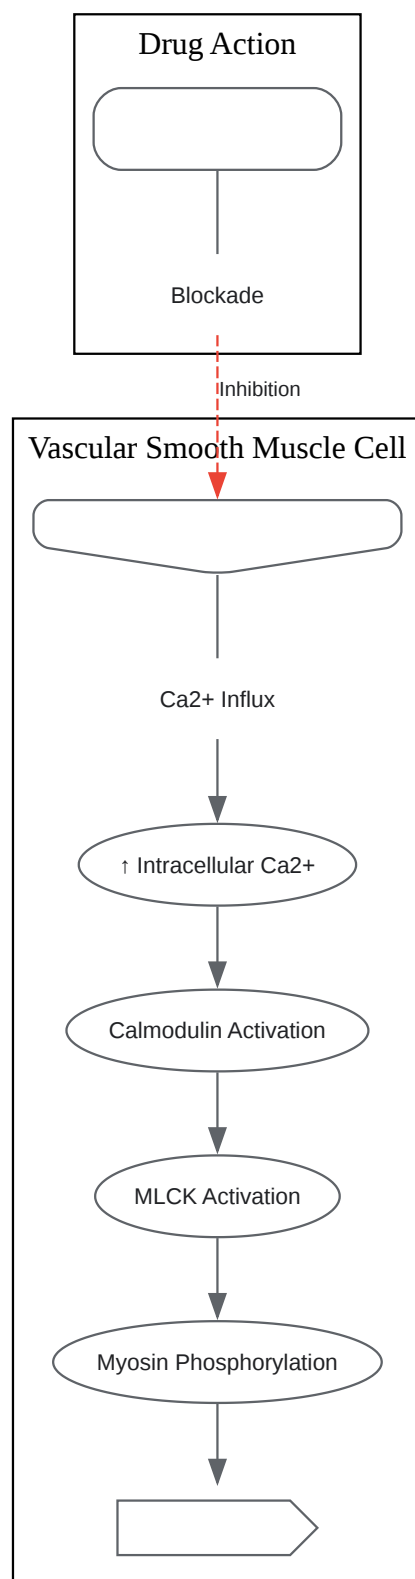 Drug Action
Blockade
Inhibition
Vascular Smooth Muscle Cell
Ca2+ Influx
↑ Intracellular Ca2+
Calmodulin Activation
MLCK Activation
Myosin Phosphorylation